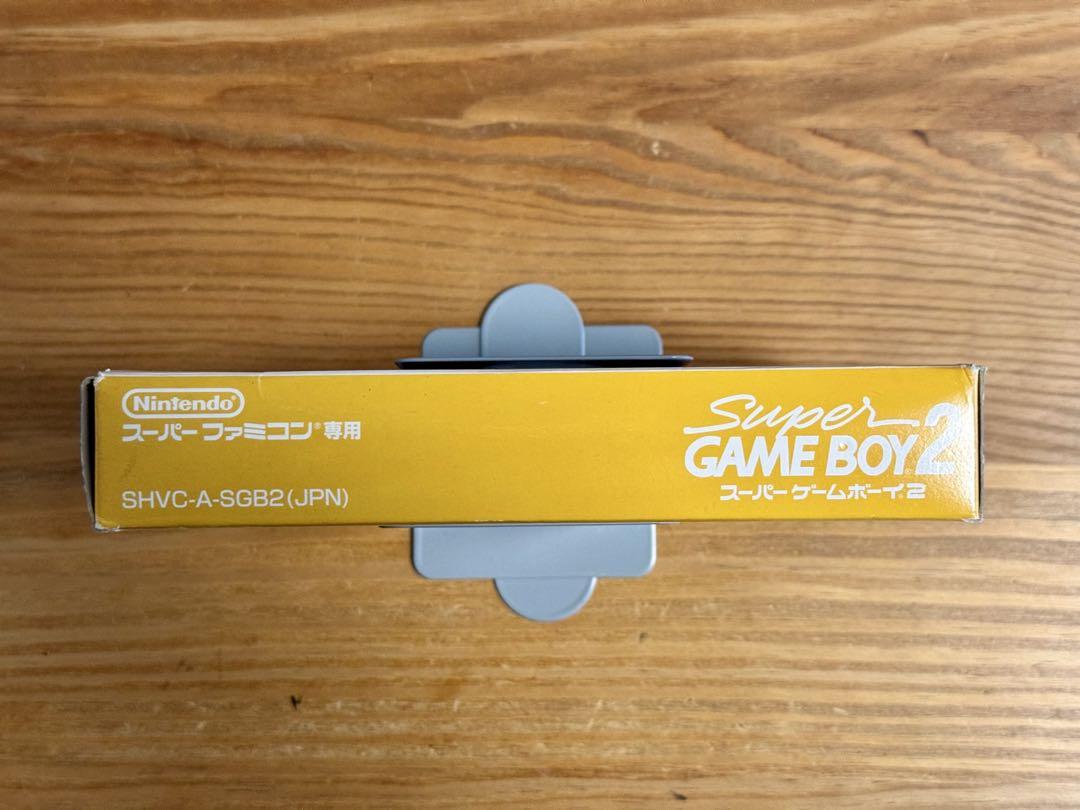 Nintendo
スーパーファミコン®専用
SHVC-A-SGB2(JPN)
Super
GAME BOY®2
スーパーゲームボーイ®2